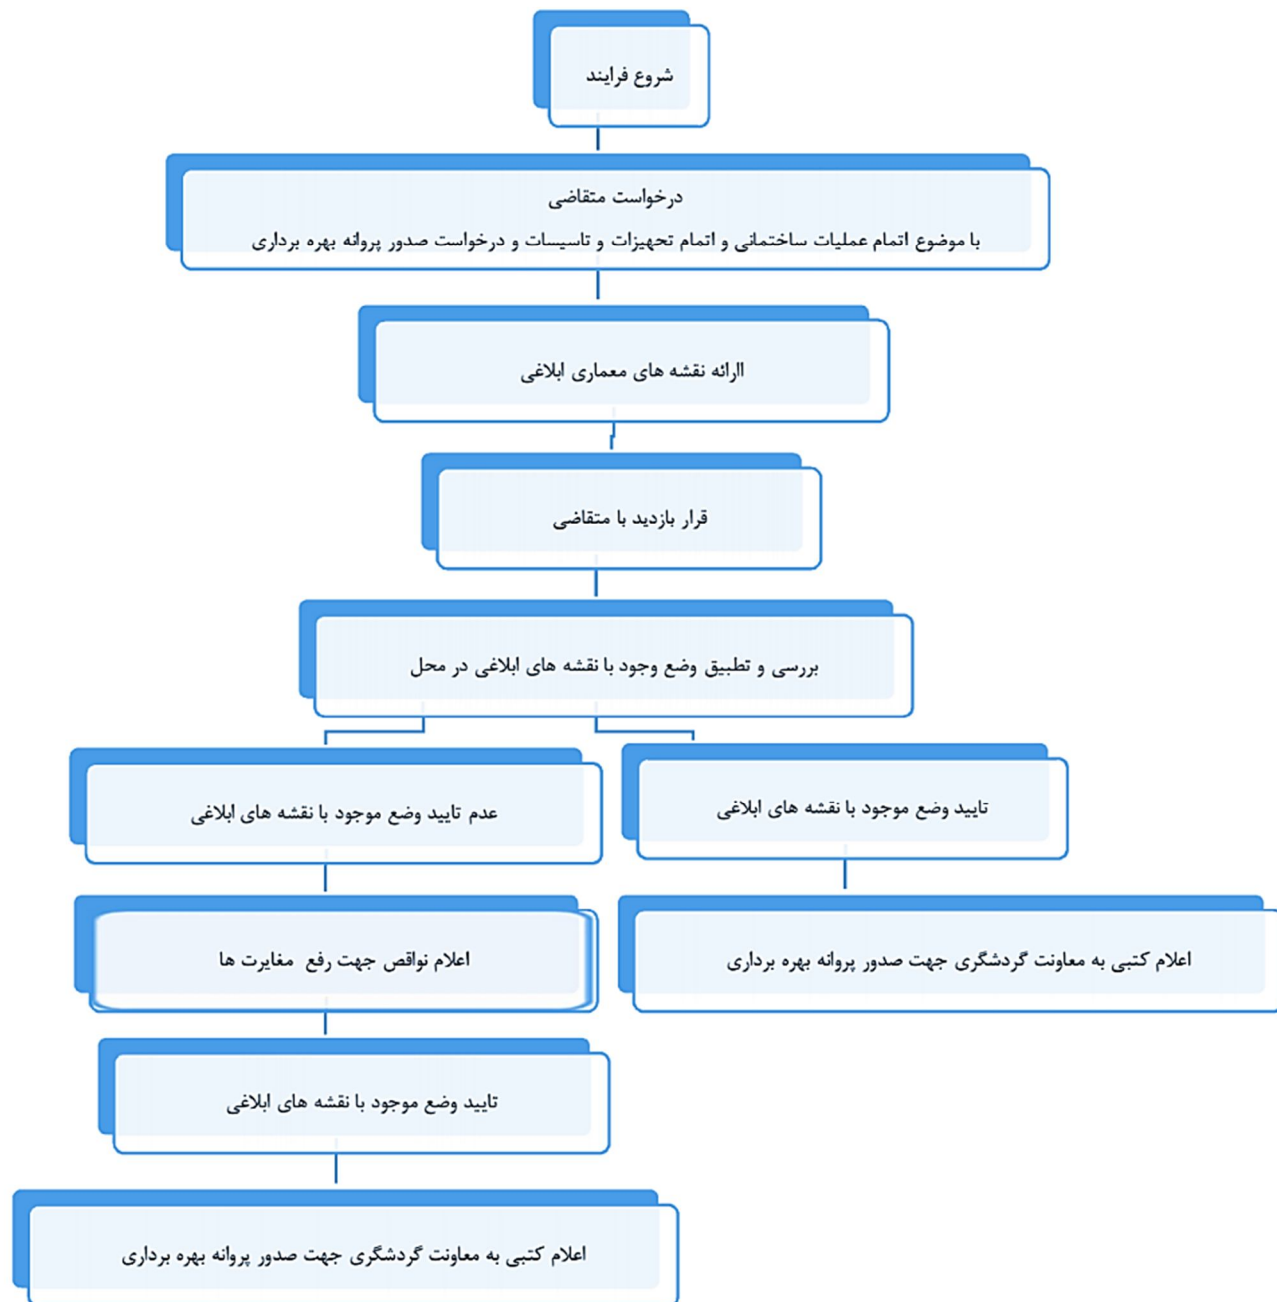 شروع فرایند
درخواست متقاضی
با موضوع اتمام عملیات ساختمانی و اتمام تجهیزات و تاسیسات و درخواست صدور پروانه بهره برداری
اارائه نقشه های معماری ابلاغی
قرار بازدید با متقاضی
بررسی و تطبیق وضع وجود با نقشه های ابلاغی در محل
تایید وضع موجود با نقشه های ابلاغی
عدم تایید وضع موجود با نقشه های ابلاغی
اعلام کتبی به معاونت گردشگری جهت صدور پروانه بهره برداری
اعلام نواقص جهت رفع مغایرت ها
تایید وضع موجود با نقشه های ابلاغی
اعلام کتبی به معاونت گردشگری جهت صدور پروانه بهره برداری